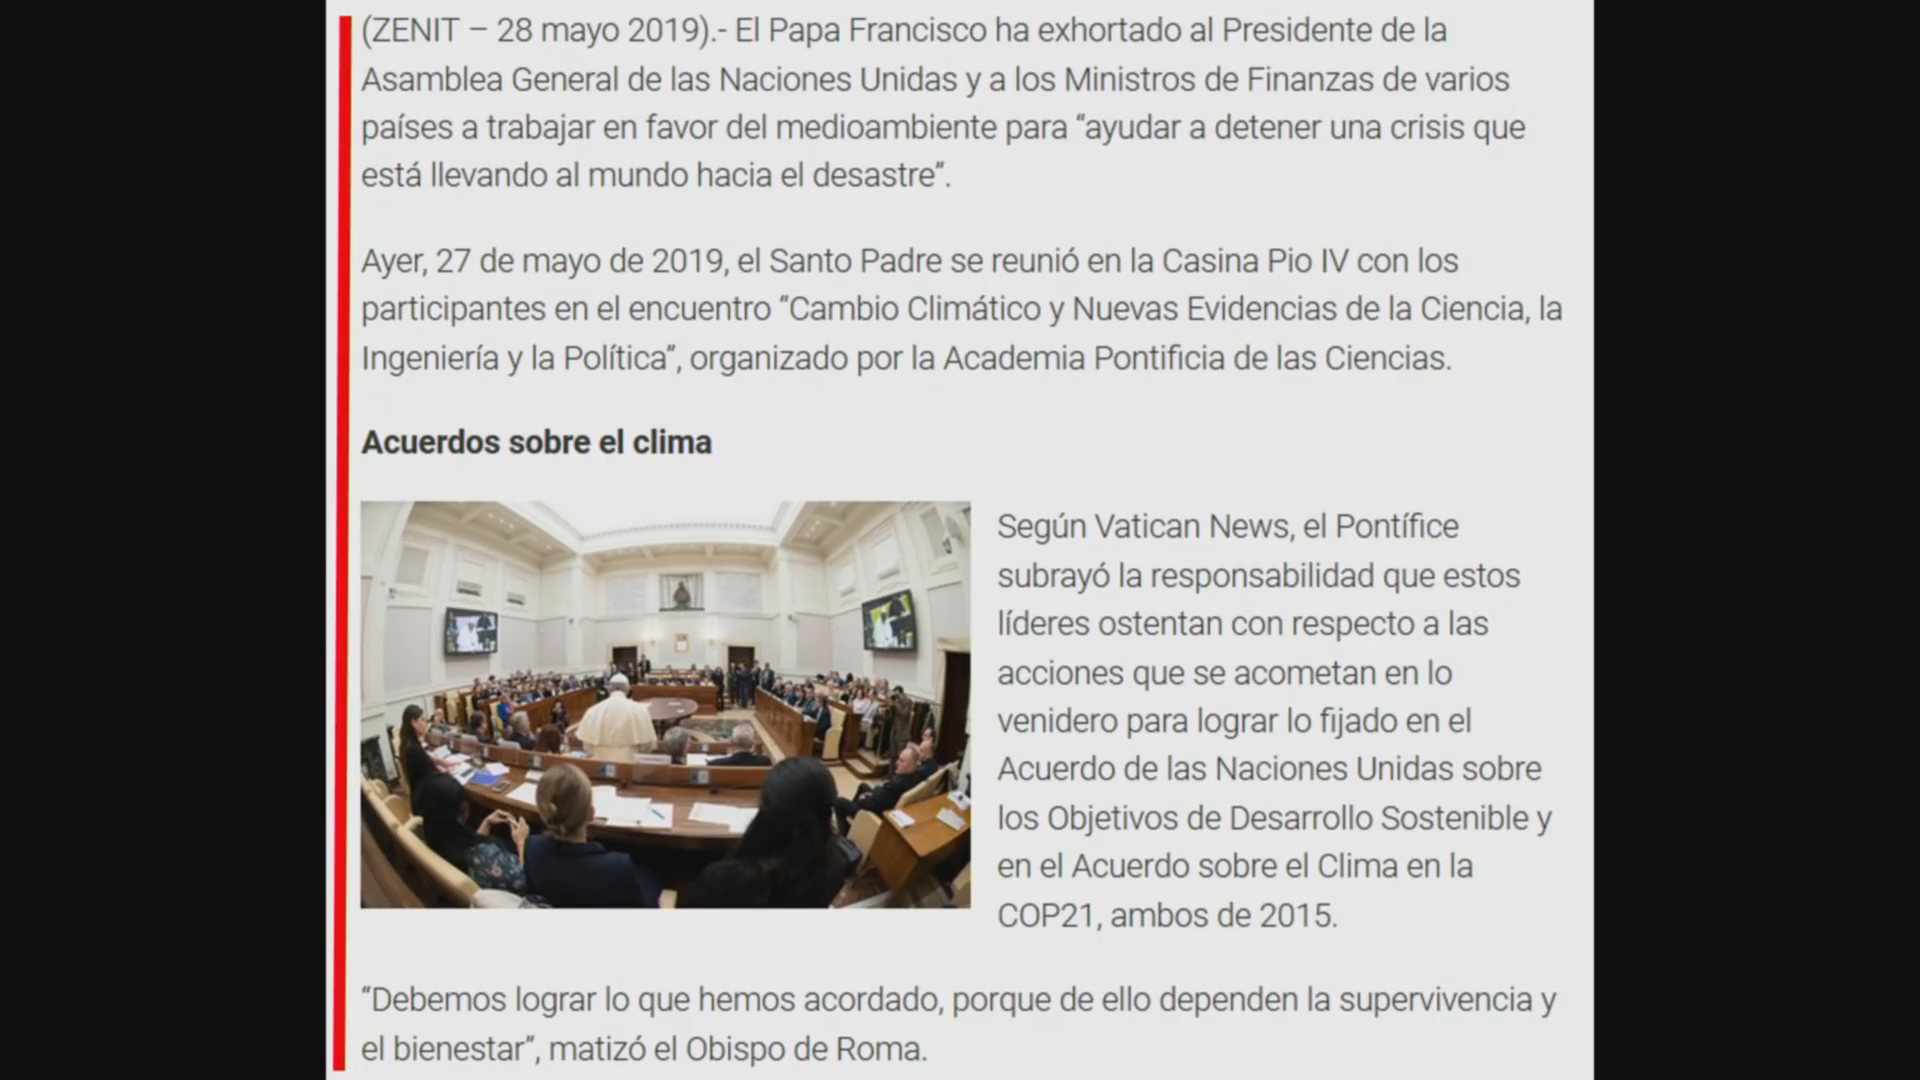 (ZENIT – 28 mayo 2019).- El Papa Francisco ha exhortado al Presidente de la
Asamblea General de las Naciones Unidas y a los Ministros de Finanzas de varios
países a trabajar en favor del medioambiente para “ayudar a detener una crisis que
está llevando al mundo hacia el desastre”.
Ayer, 27 de mayo de 2019, el Santo Padre se reunió en la Casina Pio IV con los
participantes en el encuentro “Cambio Climático y Nuevas Evidencias de la Ciencia, la
Ingeniería y la Política”, organizado por la Academia Pontificia de las Ciencias.
Acuerdos sobre el clima
Según Vatican News, el Pontífice
subrayó la responsabilidad que estos
líderes ostentan con respecto a las
acciones que se acometan en lo
venidero para lograr lo fijado en el
Acuerdo de las Naciones Unidas sobre
los Objetivos de Desarrollo Sostenible y
en el Acuerdo sobre el Clima en la
COP21, ambos de 2015.
“Debemos lograr lo que hemos acordado, porque de ello dependen la supervivencia y
el bienestar”, matizó el Obispo de Roma.